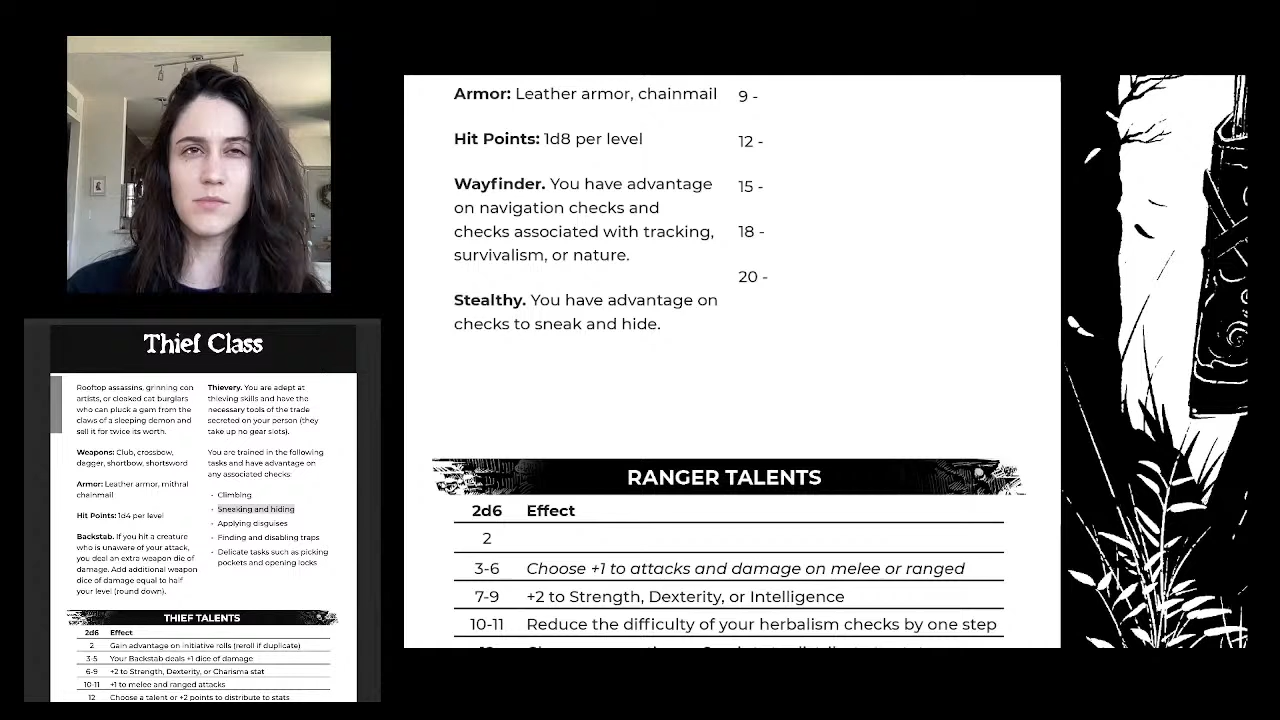 Thief Class
Rooftop assassins, grinning con
artists, or cloaked cat burglars
who can pluck a gem from the
claws of a sleeping demon and
sell it for twice its worth.
Weapons: Club, crossbow,
dagger, shortbow, shortsword
Armor: Leather armor, mithral
chainmail
Hit Points: 1d4 per level
Backstab. If you hit a creature
who is unaware of your attack,
you deal an extra weapon die of
damage. Add additional weapon
dice of damage equal to half
your level (round down).
Thievery. You are adept at
thieving skills and have the
necessary tools of the trade
secreted on your person (they
take up no gear slots).
You are trained in the following
tasks and have advantage on
any associated checks:
- Climbing
- Sneaking and hiding
- Applying disguises
- Finding and disabling traps
- Delicate tasks such as picking
pockets and opening locks
THIEF TALENTS
2d6 Effect
2 Gain advantage on initiative rolls (reroll if duplicate)
3-5 Your Backstab deals +1 dice of damage
6-9 +2 to Strength, Dexterity, or Charisma stat
10-11 +1 to melee and ranged attacks
12 Choose a talent or +2 points to distribute to stats
Armor: Leather armor, chainmail
Hit Points: 1d8 per level
Wayfinder. You have advantage
on navigation checks and
checks associated with tracking,
survivalism, or nature.
Stealthy. You have advantage on
checks to sneak and hide.
9 -
12 -
15 -
18 -
20 -
RANGER TALENTS
2d6 Effect
2
3-6 Choose +1 to attacks and damage on melee or ranged
7-9 +2 to Strength, Dexterity, or Intelligence
10-11 Reduce the difficulty of your herbalism checks by one step